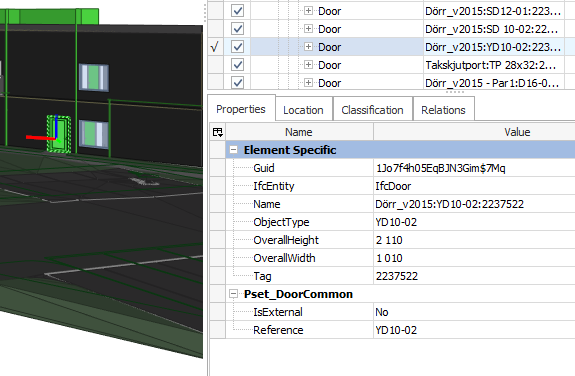 Door Dörr_v2015:SD12-01:223...
Door Dörr_v2015:SD 10-02:22...
√ Door Dörr_v2015:YD10-02:223...
Door Takskjutport:TP 28x32:2...
Door Dörr_v2015 - Par1:D16-0...
Properties Location Classification Relations
Name Value
Element Specific
Guid 1Jo7f4h05EqBJN3Gim$7Mq
IfcEntity IfcDoor
Name Dörr_v2015:YD10-02:2237522
ObjectType YD10-02
OverallHeight 2 110
OverallWidth 1 010
Tag 2237522
Pset_DoorCommon
IsExternal No
Reference YD10-02